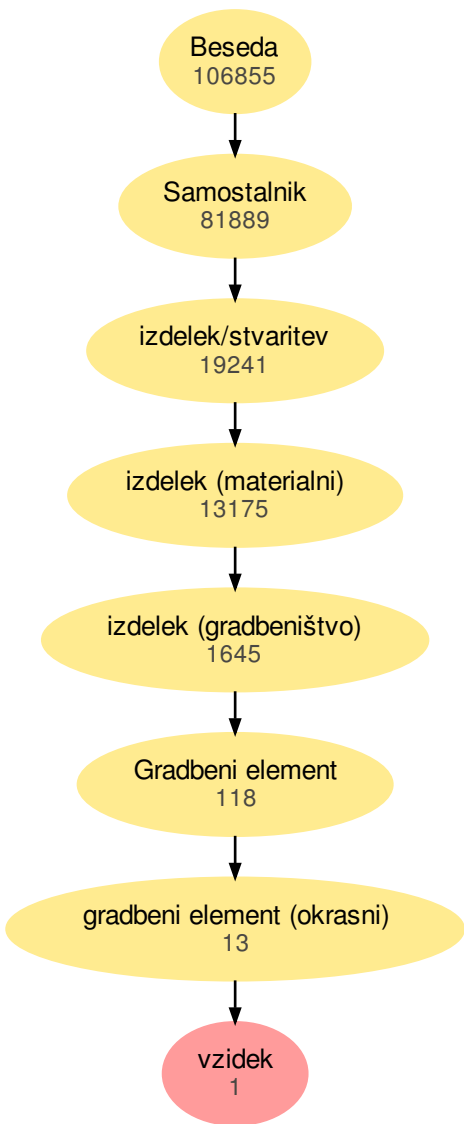 Beseda
106855
Samostalnik
81889
izdelek/stvaritev
19241
izdelek (materialni)
13175
izdelek (gradbeništvo)
1645
Gradbeni element
118
gradbeni element (okrasni)
13
vzidek
1